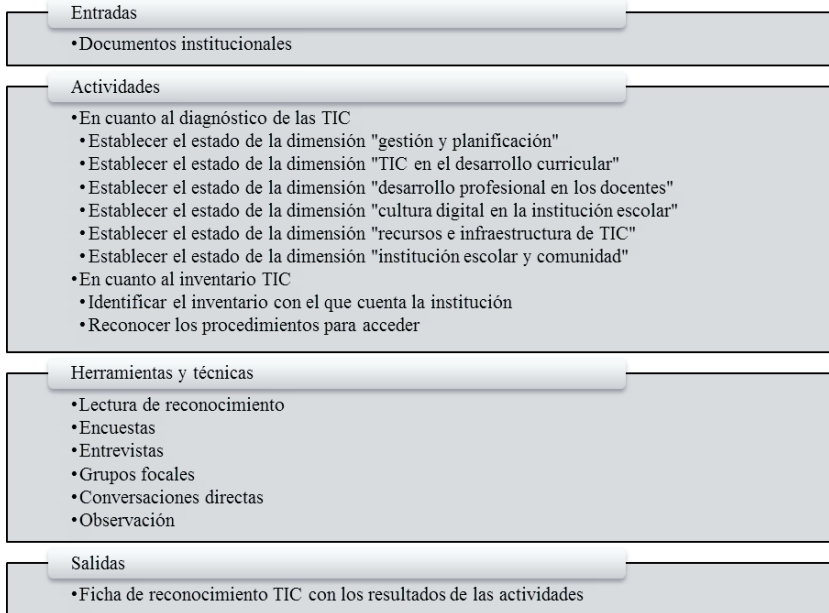 Entradas
•Documentos institucionales
Actividades
•En cuanto al diagnóstico de las TIC
•Establecer el estado de la dimensión "gestión y planificación"
•Establecer el estado de la dimensión "TIC en el desarrollo curricular"
•Establecer el estado de la dimensión "desarrollo profesional en los docentes"
•Establecer el estado de la dimensión "cultura digital en la institución escolar"
•Establecer el estado de la dimensión "recursos e infraestructura de TIC"
•Establecer el estado de la dimensión "institución escolar y comunidad"
•En cuanto al inventario TIC
•Identificar el inventario con el que cuenta la institución
•Reconocer los procedimientos para acceder
Herramientas y técnicas
•Lectura de reconocimiento
•Encuestas
•Entrevistas
•Grupos focales
•Conversaciones directas
•Observación
Salidas
•Ficha de reconocimiento TIC con los resultados de las actividades